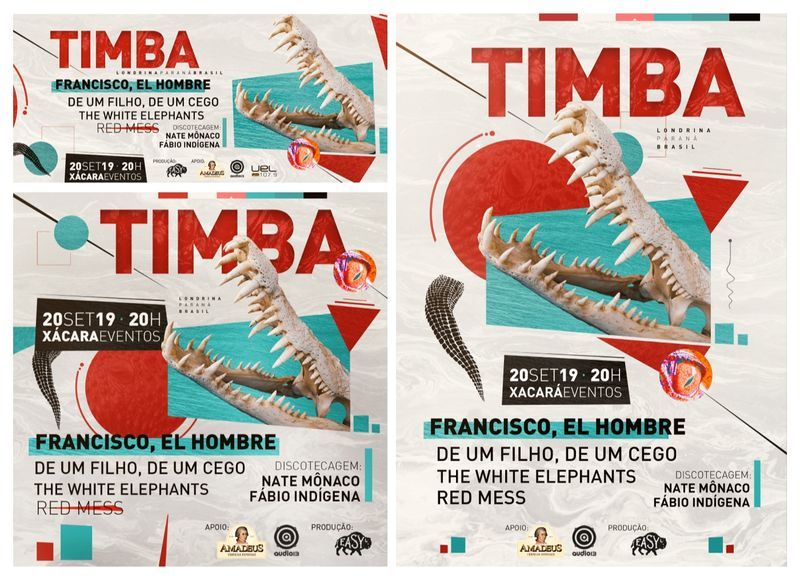 TIMBA
LONDRINA PARANÁ BRASIL
FRANCISCO, EL HOMBRE
DE UM FILHO, DE UM CEGO
THE WHITE ELEPHANTS
RED MESS
DISCOTECAGEM:
NATE MÔNACO
FÁBIO INDÍGENA
20SET19 · 20H
XÁCARAEVENTOS
PRODUÇÃO:
EASY
APOIO:
AMADEUS
audio13
UEL
107.9
TIMBA
LONDRINA
PARANÁ
BRASIL
20SET19 · 20H
XÁCARAEVENTOS
FRANCISCO, EL HOMBRE
DE UM FILHO, DE UM CEGO
THE WHITE ELEPHANTS
RED MESS
DISCOTECAGEM:
NATE MÔNACO
FÁBIO INDÍGENA
APOIO:
AMADEUS
audio13
PRODUÇÃO:
EASY
TIMBA
LONDRINA
PARANÁ
BRASIL
20SET19 · 20H
XACARÁEVENTOS
FRANCISCO, EL HOMBRE
DE UM FILHO, DE UM CEGO
THE WHITE ELEPHANTS
RED MESS
DISCOTECAGEM:
NATE MÔNACO
FÁBIO INDÍGENA
APOIO:
AMADEUS
audio13
PRODUÇÃO:
EASY